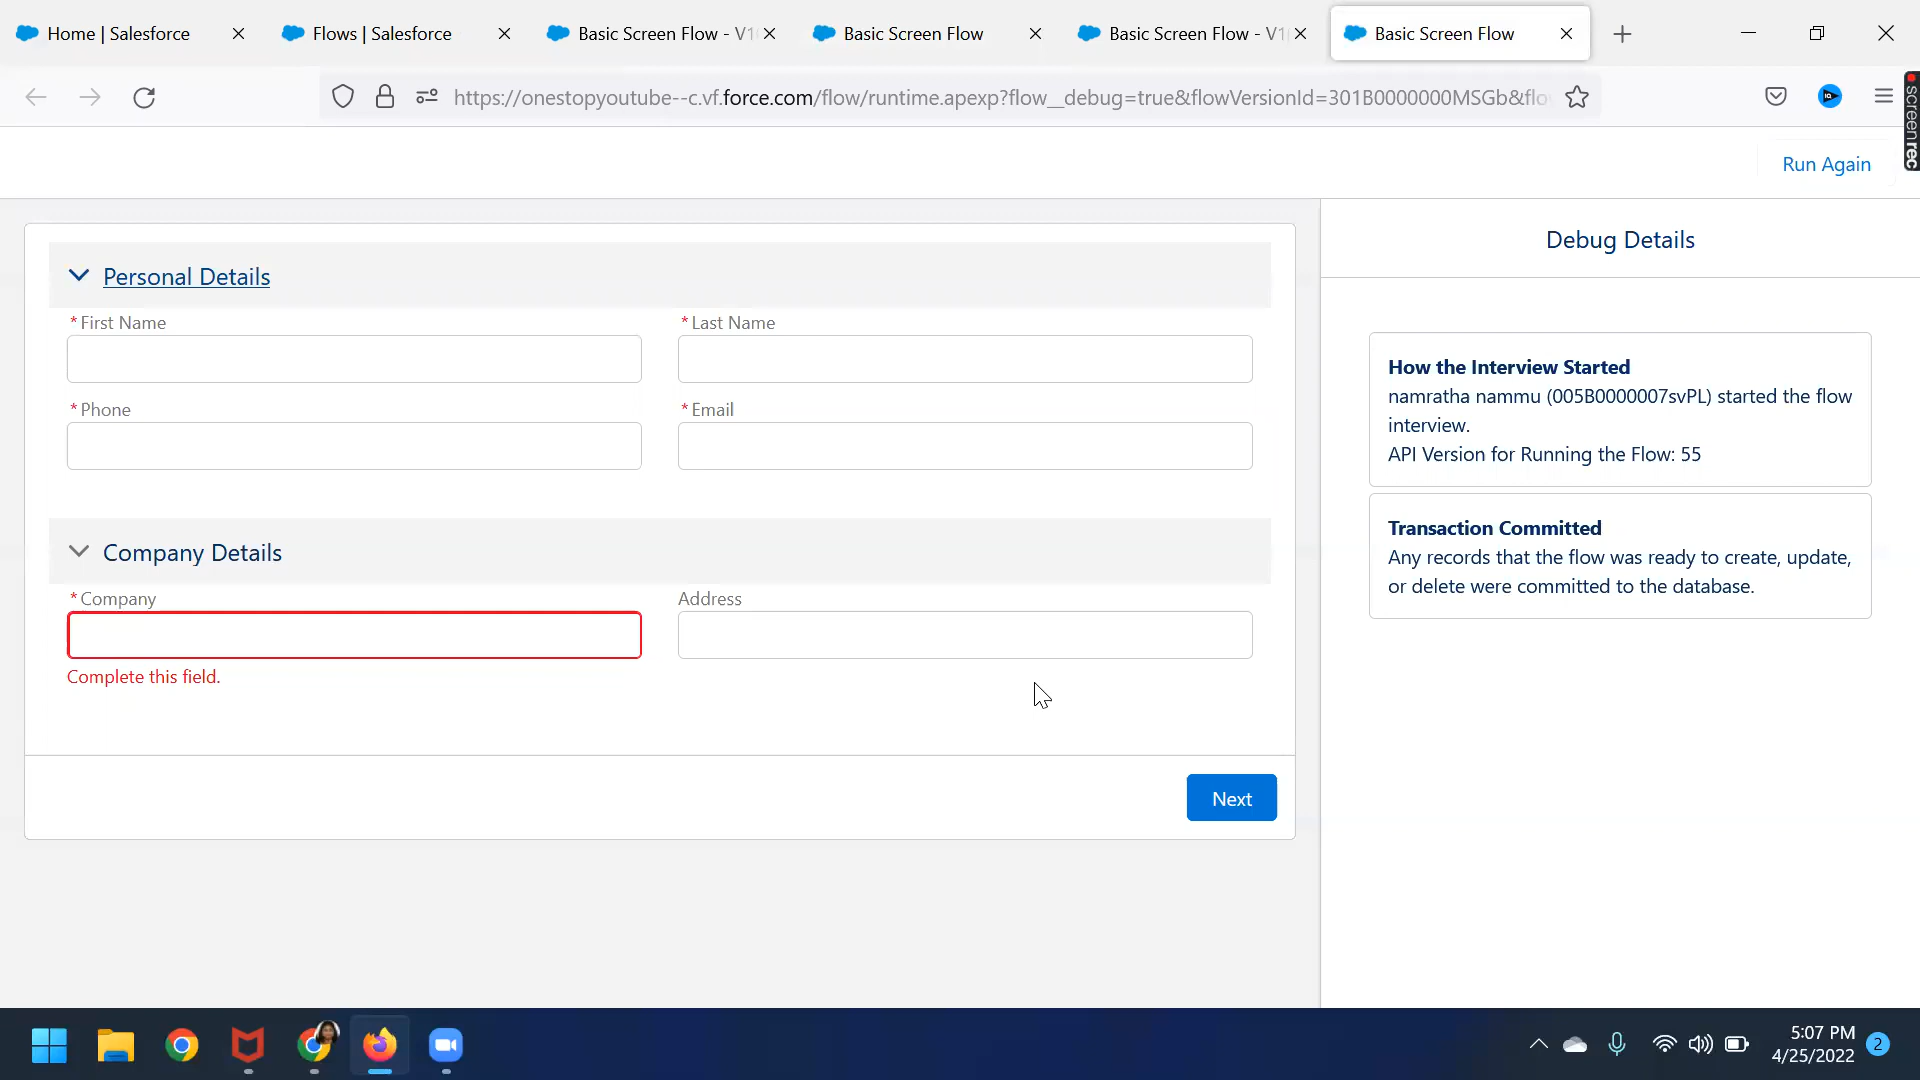 Home | Salesforce
Flows | Salesforce
Basic Screen Flow - V1
Basic Screen Flow
Basic Screen Flow - V1
Basic Screen Flow
https://onestopyoutube--c.vf.force.com/flow/runtime.apexp?flow__debug=true&flowVersionId=301B0000000MSGb&flo
screenrec
Run Again
Personal Details
*First Name
*Last Name
*Phone
*Email
Company Details
*Company
Address
Complete this field.
Next
Debug Details
How the Interview Started
namratha nammu (005B0000007svPL) started the flow
interview.
API Version for Running the Flow: 55
Transaction Committed
Any records that the flow was ready to create, update,
or delete were committed to the database.
5:07 PM
4/25/2022
2